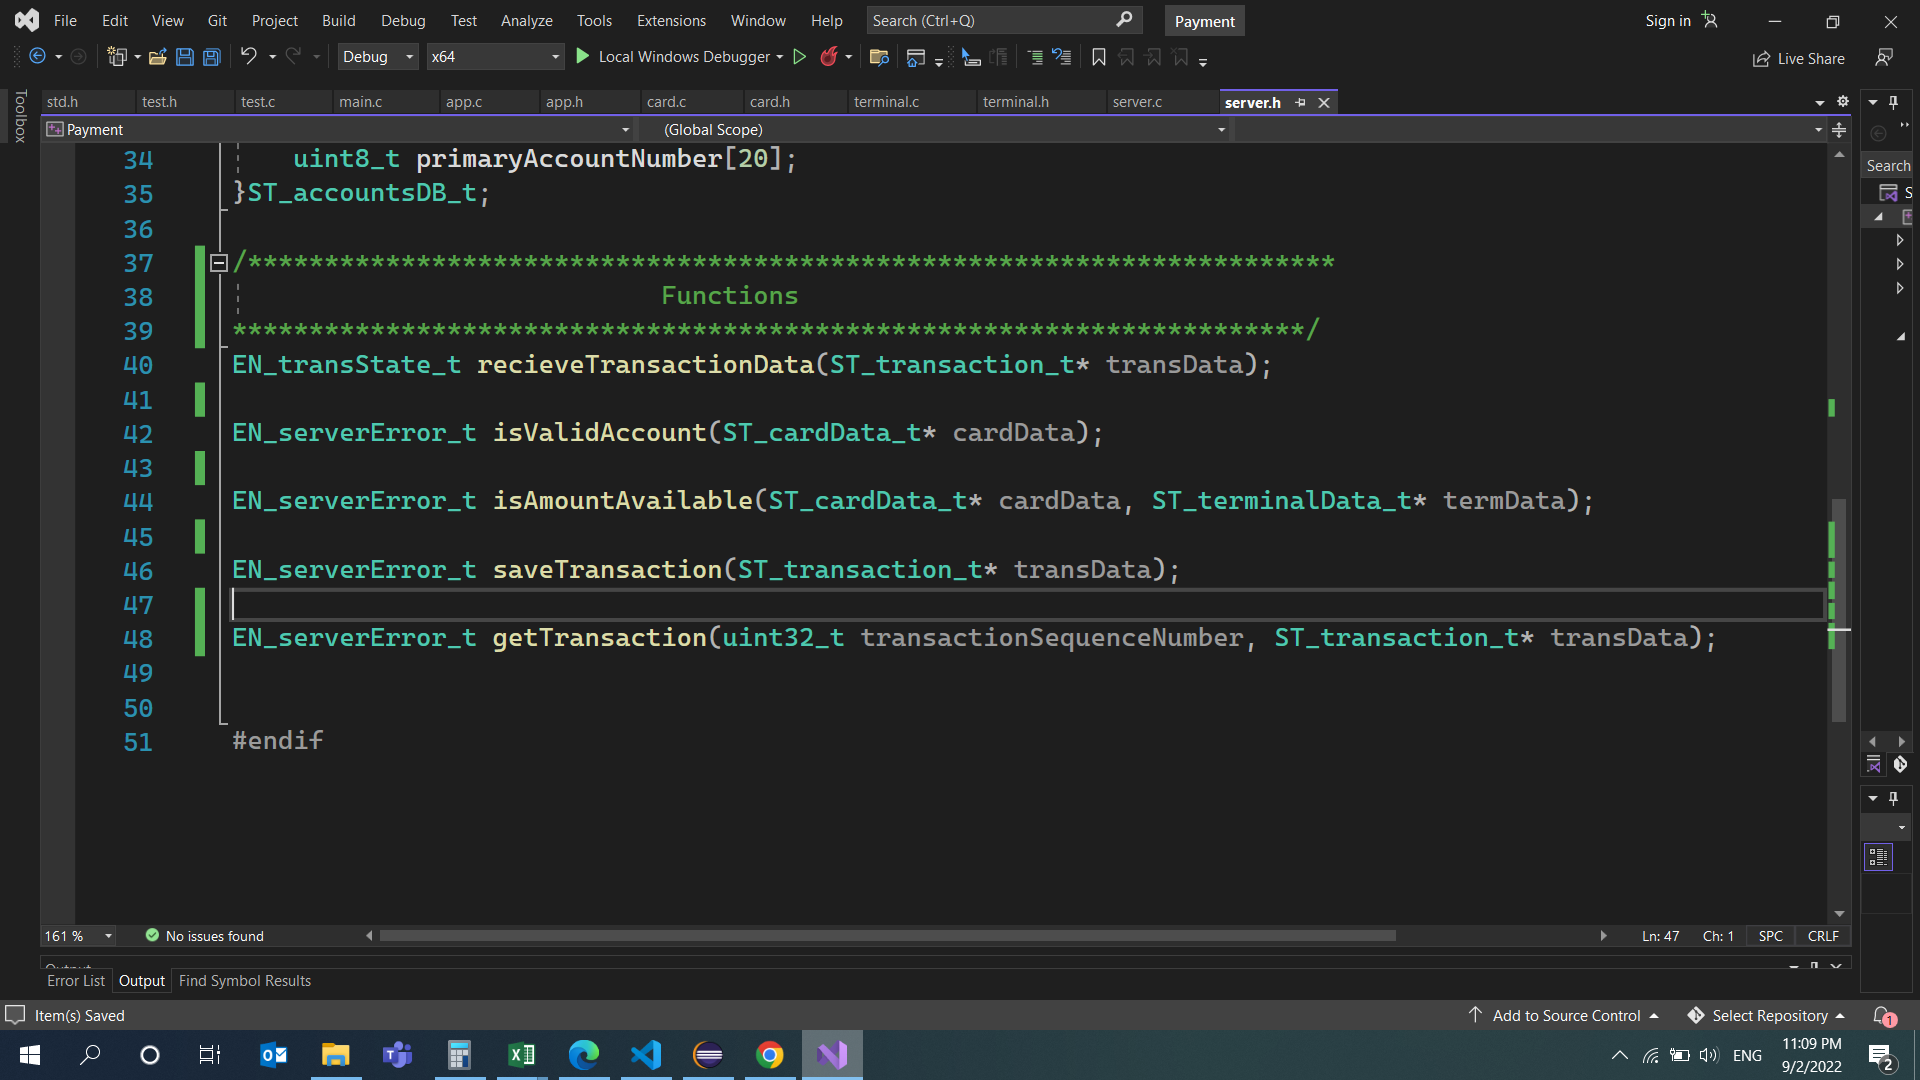 File Edit View Git Project Build Debug Test Analyze Tools Extensions Window Help Search (Ctrl+Q) Payment Sign in
Debug x64 Local Windows Debugger Live Share
Toolbox
std.h test.h test.c main.c app.c app.h card.c card.h terminal.c terminal.h server.c server.h
Payment (Global Scope)
Search
34 uint8_t primaryAccountNumber[20];
35 }ST_accountsDB_t;
36
37 /***********************************************************************
38 Functions
39 **********************************************************************/
40 EN_transState_t recieveTransactionData(ST_transaction_t* transData);
41
42 EN_serverError_t isValidAccount(ST_cardData_t* cardData);
43
44 EN_serverError_t isAmountAvailable(ST_cardData_t* cardData, ST_terminalData_t* termData);
45
46 EN_serverError_t saveTransaction(ST_transaction_t* transData);
47
48 EN_serverError_t getTransaction(uint32_t transactionSequenceNumber, ST_transaction_t* transData);
49
50
51 #endif
161 % No issues found Ln: 47 Ch: 1 SPC CRLF
Output
Error List Output Find Symbol Results
Item(s) Saved Add to Source Control Select Repository 1
ENG 11:09 PM
9/2/2022 2